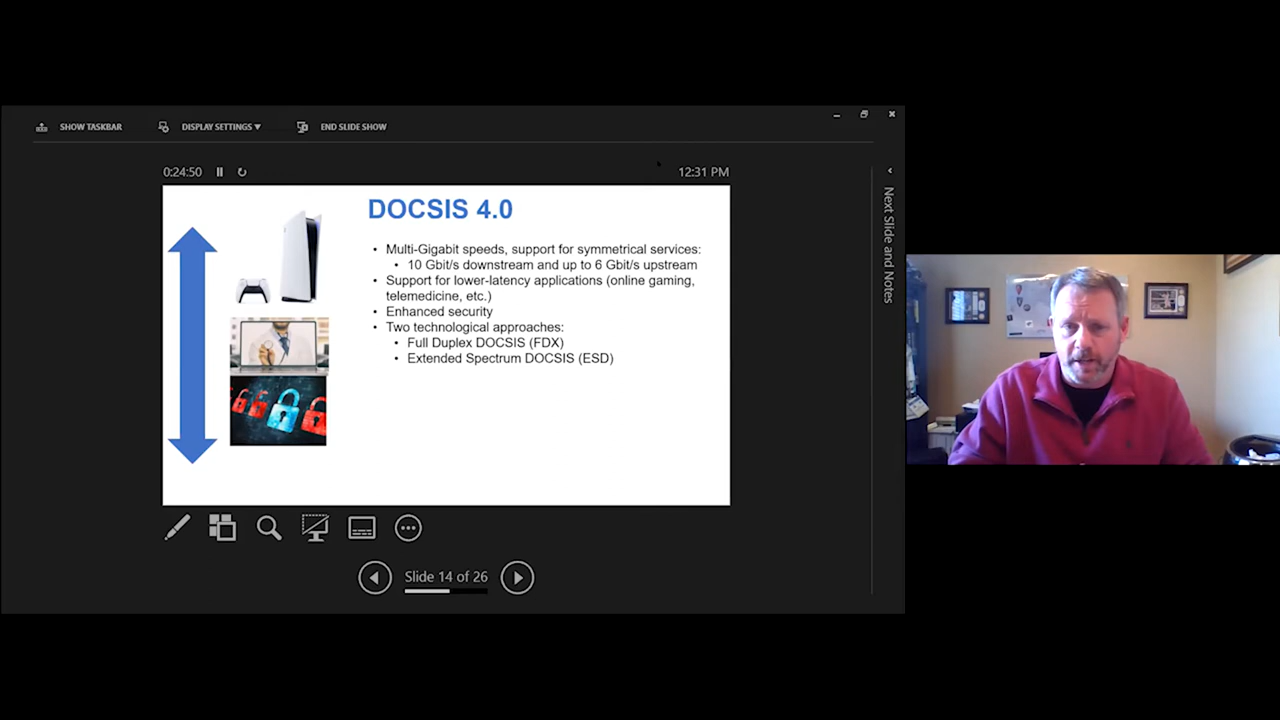 SHOW TASKBAR
DISPLAY SETTINGS ▾
END SLIDE SHOW
0:24:50
12:31 PM
DOCSIS 4.0
• Multi-Gigabit speeds, support for symmetrical services:
• 10 Gbit/s downstream and up to 6 Gbit/s upstream
• Support for lower-latency applications (online gaming,
telemedicine, etc.)
• Enhanced security
• Two technological approaches:
• Full Duplex DOCSIS (FDX)
• Extended Spectrum DOCSIS (ESD)
Next Slide and Notes
Slide 14 of 26